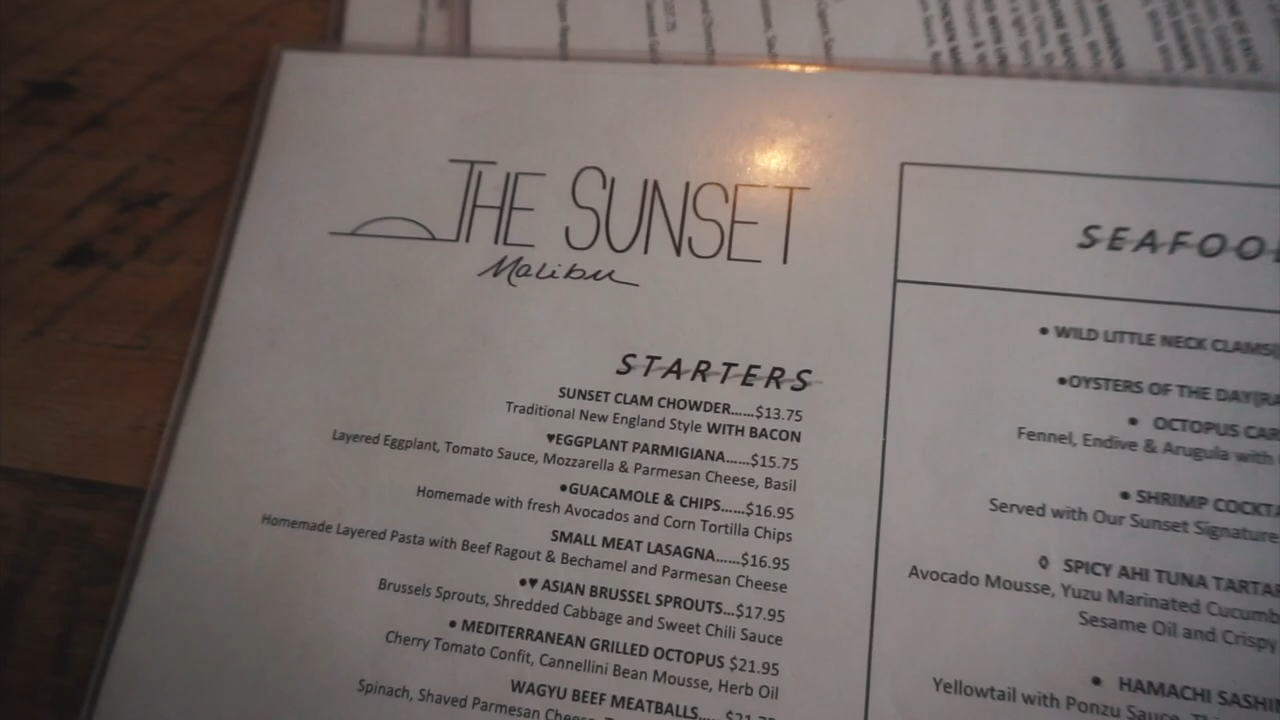 THE SUNSET
Malibu
STARTERS
SUNSET CLAM CHOWDER......$13.75
Traditional New England Style WITH BACON
♥EGGPLANT PARMIGIANA......$15.75
Layered Eggplant, Tomato Sauce, Mozzarella & Parmesan Cheese, Basil
●GUACAMOLE & CHIPS......$16.95
Homemade with fresh Avocados and Corn Tortilla Chips
SMALL MEAT LASAGNA......$16.95
Homemade Layered Pasta with Beef Ragout & Bechamel and Parmesan Cheese
●♥ ASIAN BRUSSEL SPROUTS...$17.95
Brussels Sprouts, Shredded Cabbage and Sweet Chili Sauce
● MEDITERRANEAN GRILLED OCTOPUS $21.95
Cherry Tomato Confit, Cannellini Bean Mousse, Herb Oil
WAGYU BEEF MEATBALLS......
Spinach, Shaved Parmesan
SEAFOO
● WILD LITTLE NECK CLAMS
●OYSTERS OF THE DAY
● OCTOPUS CAR
Fennel, Endive & Arugula with
● SHRIMP COCKTA
Served with Our Sunset Signature
◊ SPICY AHI TUNA TARTA
Avocado Mousse, Yuzu Marinated Cucumb
Sesame Oil and Crispy
● HAMACHI SASHI
Yellowtail with Ponzu Sauce